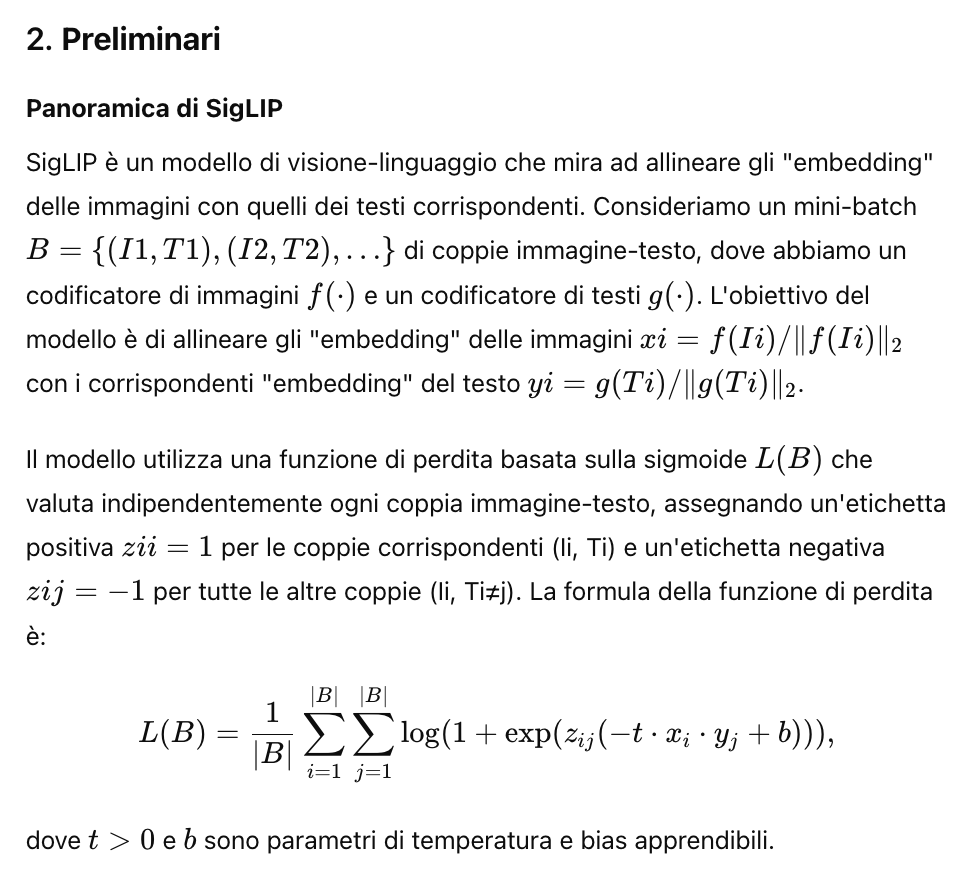 2. Preliminari
Panoramica di SigLIP
SigLIP è un modello di visione-linguaggio che mira ad allineare gli "embedding"
delle immagini con quelli dei testi corrispondenti. Consideriamo un mini-batch
B = {(I1, T1), (I2, T2), ...} di coppie immagine-testo, dove abbiamo un
codificatore di immagini f(·) e un codificatore di testi g(·). L'obiettivo del
modello è di allineare gli "embedding" delle immagini xi = f(Ii)/∥f(Ii)∥₂
con i corrispondenti "embedding" del testo yi = g(Ti)/∥g(Ti)∥₂.
Il modello utilizza una funzione di perdita basata sulla sigmoide L(B) che
valuta indipendentemente ogni coppia immagine-testo, assegnando un'etichetta
positiva zii = 1 per le coppie corrispondenti (Ii, Ti) e un'etichetta negativa
zij = −1 per tutte le altre coppie (Ii, Ti≠j). La formula della funzione di perdita
è:
L(B) = \frac{1}{|B|} \sum_{i=1}^{|B|} \sum_{j=1}^{|B|} \log(1 + \exp(z_{ij}(-t · x_i · y_j + b))),
dove t > 0 e b sono parametri di temperatura e bias apprendibili.